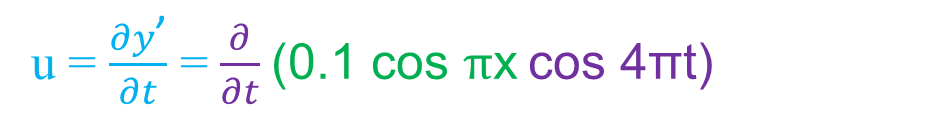 u = ∂y′/∂t = ∂/∂t (0.1 cos πx cos 4πt)